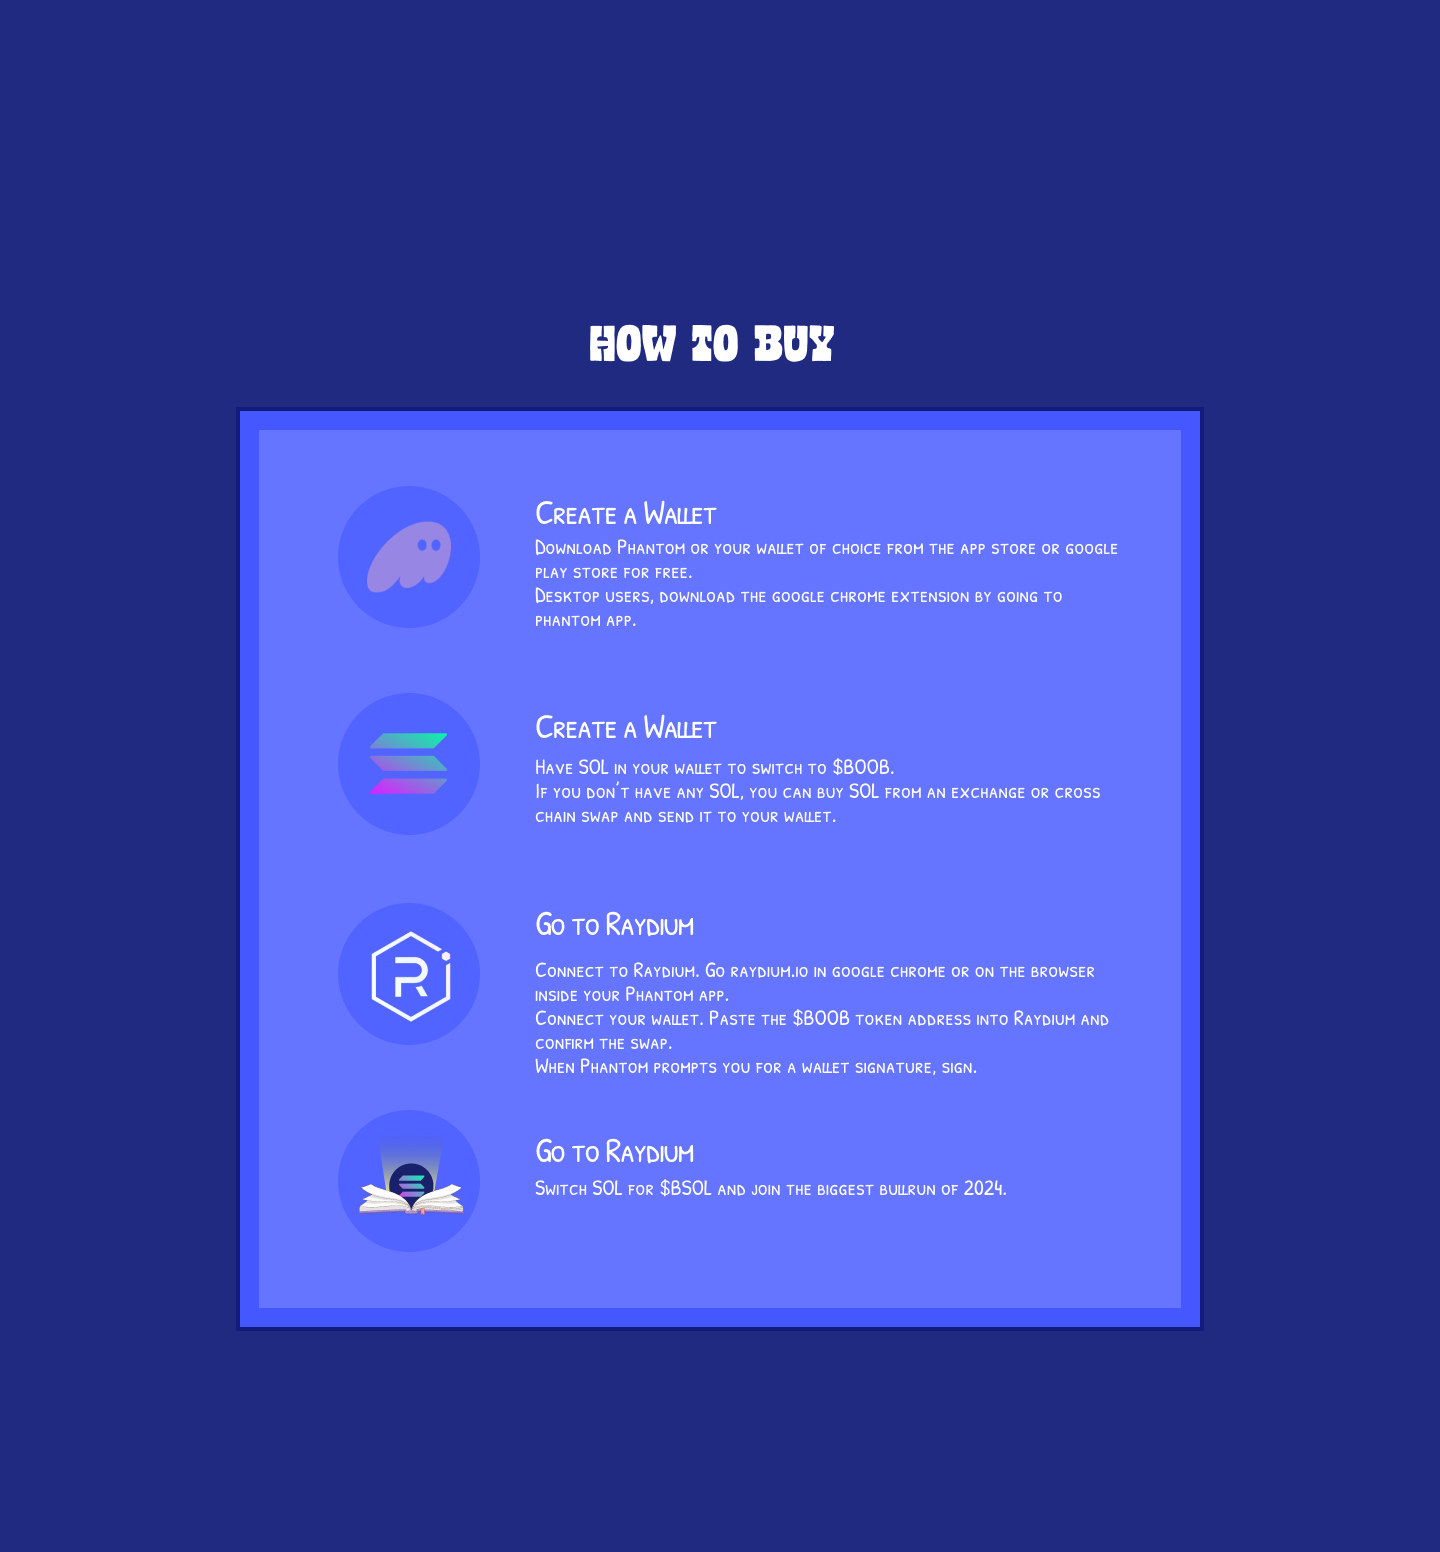 HOW TO BUY
Create a Wallet
Download Phantom or your wallet of choice from the app store or google
play store for free.
Desktop users, download the google chrome extension by going to
phantom app.
Create a Wallet
Have SOL in your wallet to switch to $BOOB.
If you don't have any SOL, you can buy SOL from an exchange or cross
chain swap and send it to your wallet.
Go to Raydium
Connect to Raydium. Go raydium.io in google chrome or on the browser
inside your Phantom app.
Connect your wallet. Paste the $BOOB token address into Raydium and
confirm the swap.
When Phantom prompts you for a wallet signature, sign.
Go to Raydium
Switch SOL for $BSOL and join the biggest bullrun of 2024.